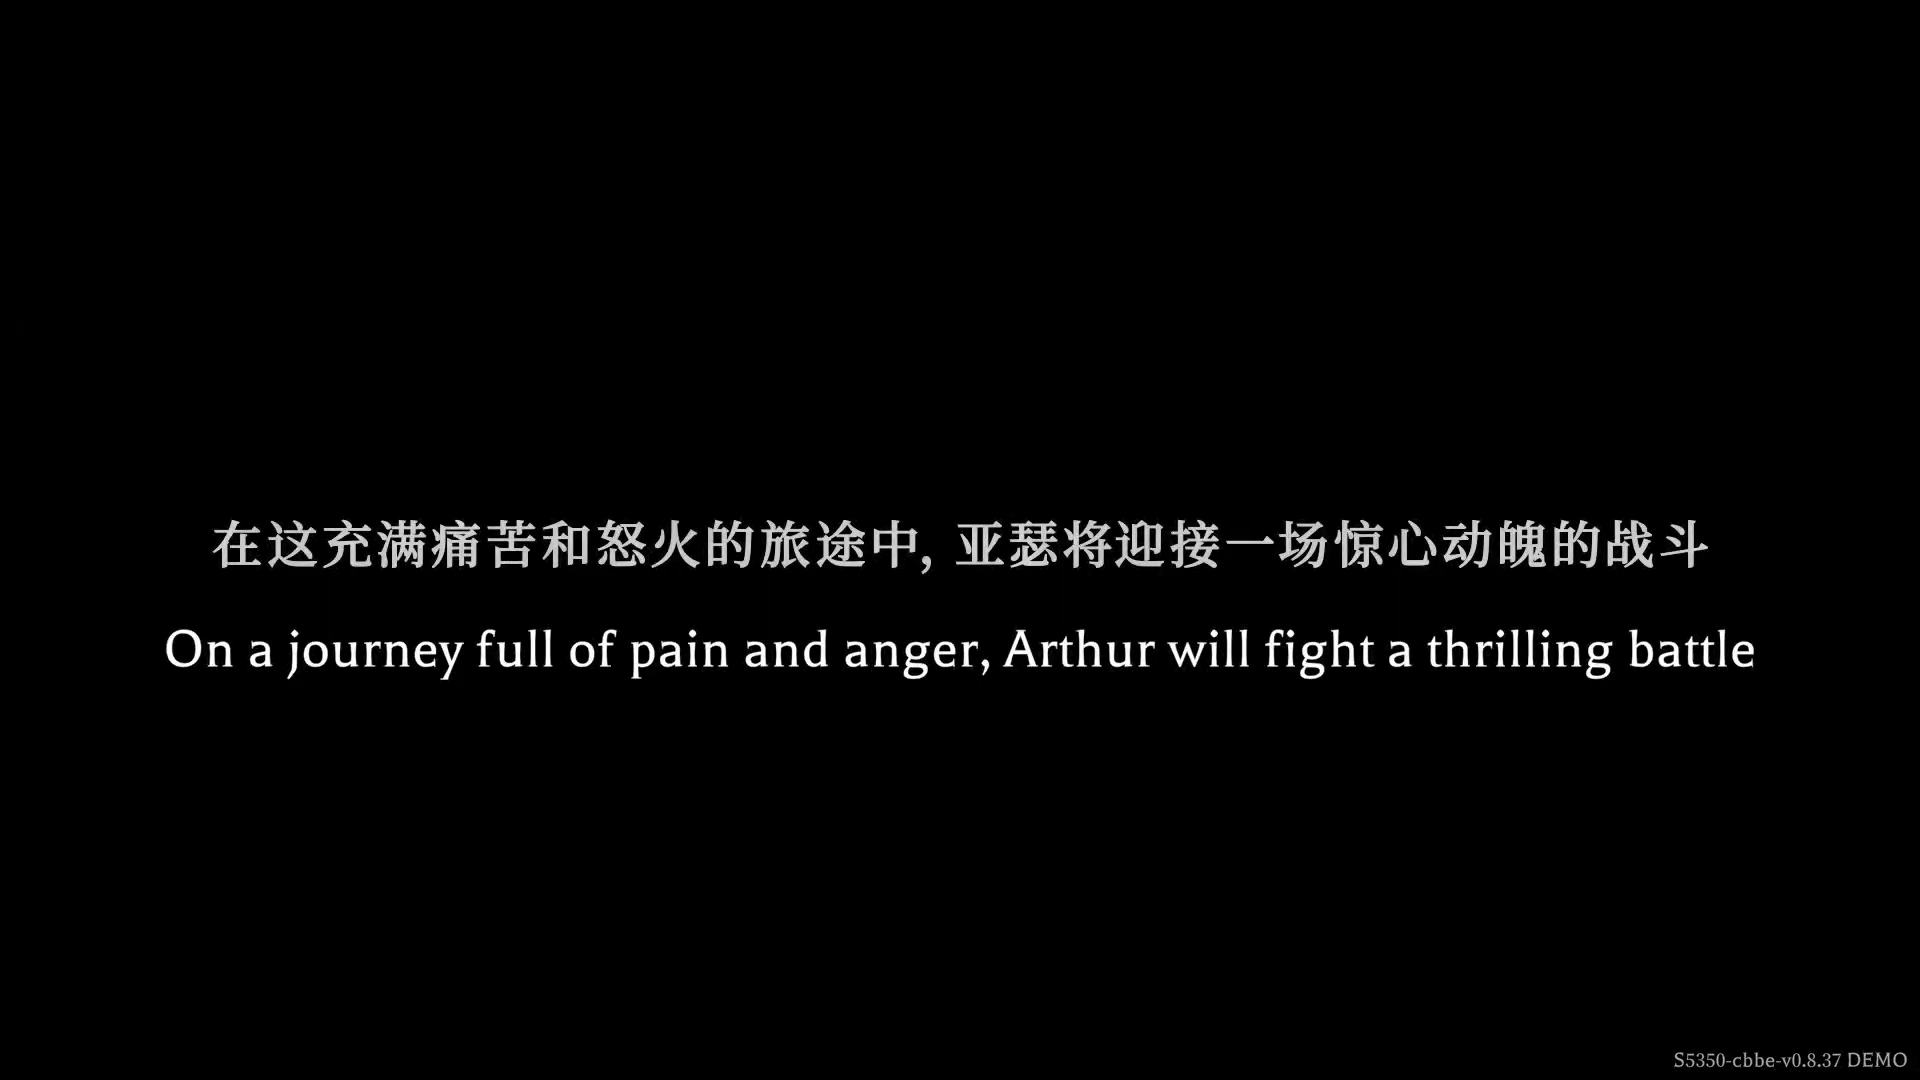 在这充满痛苦和怒火的旅途中, 亚瑟将迎接一场惊心动魄的战斗
On a journey full of pain and anger, Arthur will fight a thrilling battle
S5350-cbbe-v0.8.37 DEMO